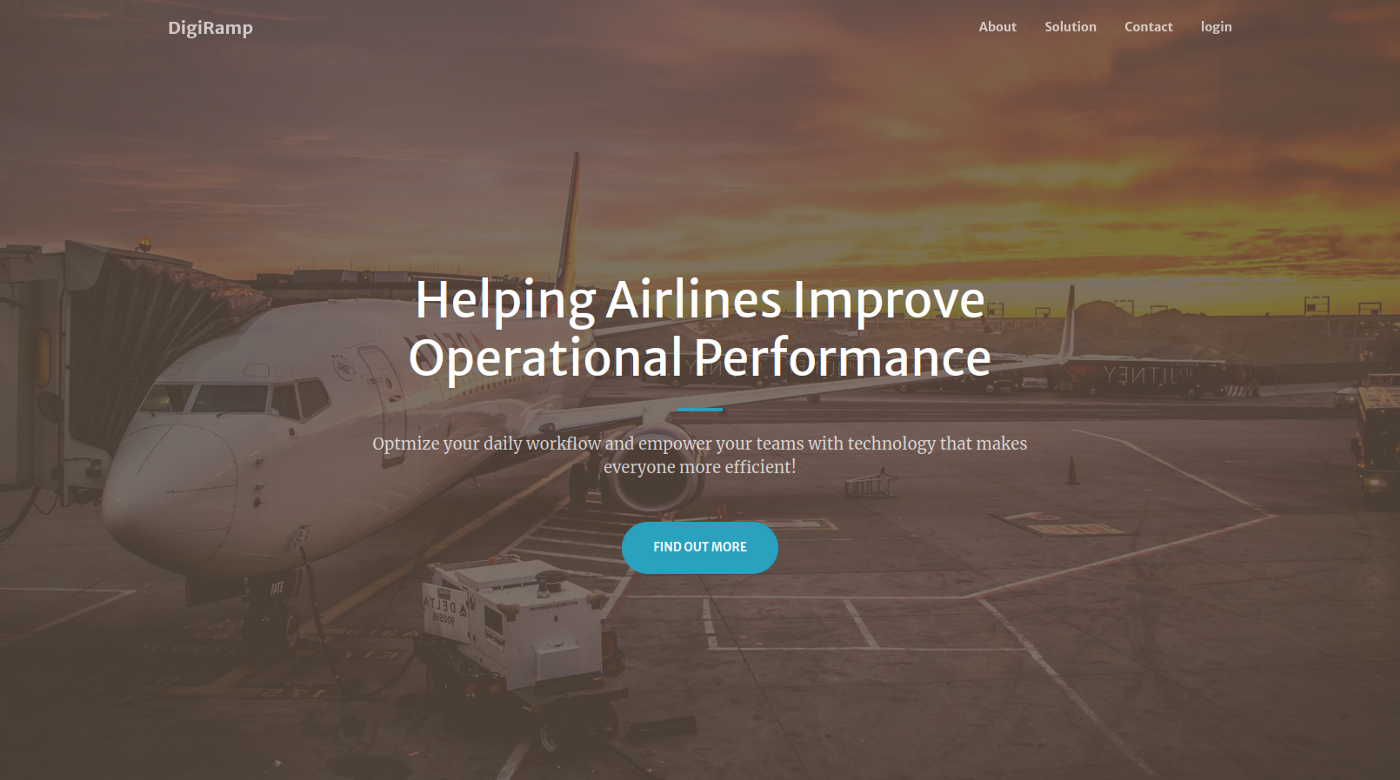 DigiRamp
About Solution Contact login
Helping Airlines Improve
Operational Performance
Optmize your daily workflow and empower your teams with technology that makes
everyone more efficient!
FIND OUT MORE
DELTA